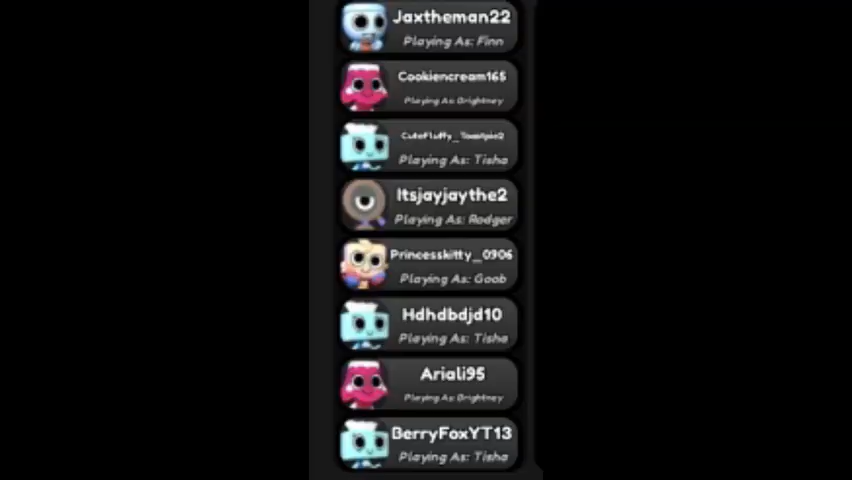 Jaxtheman22
Playing As: Finn
Cookiencream165
Playing As: Brightney
Playing As: Tisha
Itsjayjaythe2
Playing As: Rodger
Princesskitty_0906
Playing As: Goob
Hdhdbdjd10
Playing As: Tisha
Ariali95
Playing As: Brightney
BerryFoxYT13
Playing As: Tisha